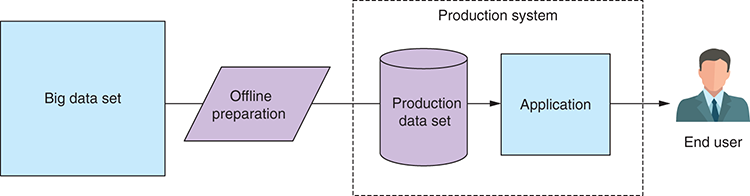 Production system
Big data set
Offline
preparation
Production
data set
Application
End user